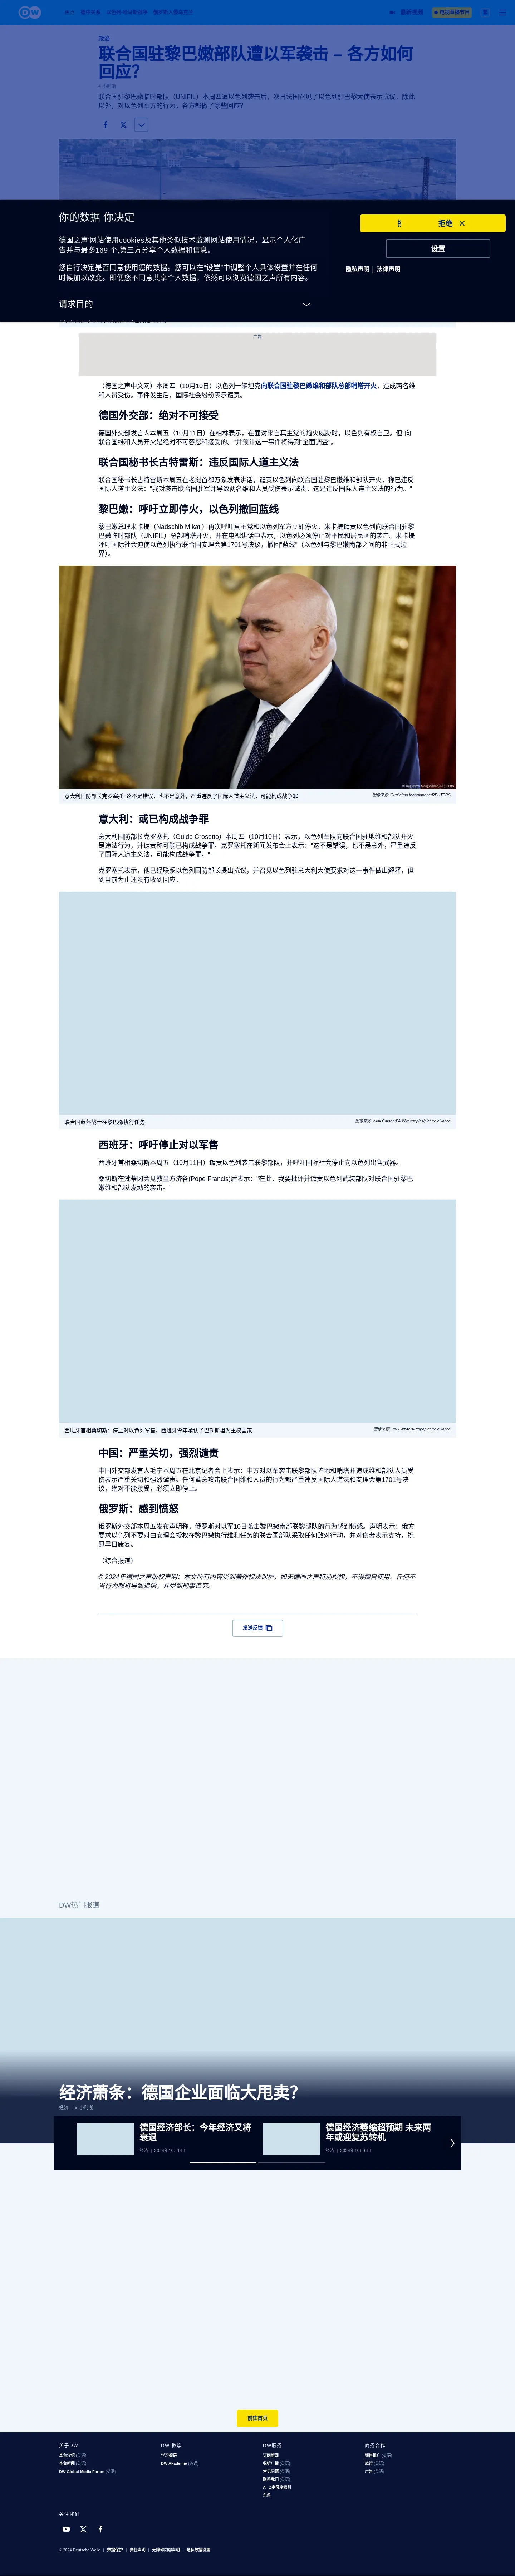 政治
联合国驻黎巴嫩部队遭以军袭击 – 各方如何
回应？
联合国驻黎巴嫩临时部队（UNIFIL）本周四遭以色列袭击后，次日法国召见了以色列驻巴黎大使表示抗议。除此
以外，对以色列军方的行为，各方都做了哪些回应?
你的数据 你决定
德国之声`网站使用cookies及其他类似技术监测网站使用情况，显示个人化广
告并与最多169 个;第三方分享个人数据和信息。
您自行决定是否同意使用您的数据。您可以在"设置"中调整个人具体设置并在任何
时候加以改变。即使您不同意共享个人数据，依然可以浏览德国之声所有内容。
请求目的
拒绝
设置
隐私声明 | 法律声明
广告
（德国之声中文网）本周四（10月10日）以色列一辆坦克向联合国驻黎巴嫩维和部队总部哨塔开火，造成两名维
和人员受伤。事件发生后，国际社会纷纷表示谴责。
德国外交部：绝对不可接受
德国外交部发言人本周五（10月11日）在柏林表示，在面对来自真主党的炮火威胁时，以色列有权自卫。但"向
联合国维和人员开火是绝对不可容忍和接受的。"并预计这一事件将得到"全面调查"。
联合国秘书长古特雷斯：违反国际人道主义法
联合国秘书长古特雷斯本周五在老挝首都万象发表讲话，谴责以色列向联合国驻黎巴嫩维和部队开火，称已违反
国际人道主义法："我对袭击联合国驻军并导致两名维和人员受伤表示谴责，这是违反国际人道主义法的行为。"
黎巴嫩：呼吁立即停火，以色列撤回蓝线
黎巴嫩总理米卡提（Nadschib Mikati）再次呼吁真主党和以色列军方立即停火。米卡提谴责以色列向联合国驻黎
巴嫩临时部队（UNIFIL）总部哨塔开火，并在电视讲话中表示，以色列必须停止对平民和居民区的袭击。米卡提
呼吁国际社会迫使以色列执行联合国安理会第1701号决议，撤回"蓝线"（以色列与黎巴嫩南部之间的非正式边
界）。
© Guglielmo Mangiapane/REUTERS
意大利国防部长克罗塞托: 这不是错误，也不是意外，严重违反了国际人道主义法，可能构成战争罪
图像来源: Guglielmo Mangiapane/REUTERS
意大利：或已构成战争罪
意大利国防部长克罗塞托（Guido Crosetto）本周四（10月10日）表示，以色列军队向联合国驻地维和部队开火
是违法行为，并谴责称可能已构成战争罪。克罗塞托在新闻发布会上表示："这不是错误，也不是意外，严重违反
了国际人道主义法，可能构成战争罪。"
克罗塞托表示，他已经联系以色列国防部长提出抗议，并召见以色列驻意大利大使要求对这一事件做出解释，但
到目前为止还没有收到回应。
联合国蓝盔战士在黎巴嫩执行任务
图像来源: Niall Carson/PA Wire/empics/picture alliance
西班牙：呼吁停止对以军售
西班牙首相桑切斯本周五（10月11日）谴责以色列袭击联黎部队，并呼吁国际社会停止向以色列出售武器。
桑切斯在梵蒂冈会见教皇方济各(Pope Francis)后表示："在此，我要批评并谴责以色列武装部队对联合国驻黎巴
嫩维和部队发动的袭击。"
西班牙首相桑切斯：停止对以色列军售。西班牙今年承认了巴勒斯坦为主权国家
图像来源: Paul White/AP/dpa/picture alliance
中国：严重关切，强烈谴责
中国外交部发言人毛宁本周五在北京记者会上表示：中方对以军袭击联黎部队阵地和哨塔并造成维和部队人员受
伤表示严重关切和强烈谴责。任何蓄意攻击联合国维和人员的行为都严重违反国际人道法和安理会第1701号决
议，绝对不能接受，必须立即停止。
俄罗斯：感到愤怒
俄罗斯外交部本周五发布声明称，俄罗斯对以军10日袭击黎巴嫩南部联黎部队的行为感到愤怒。声明表示：俄方
要求以色列不要对由安理会授权在黎巴嫩执行维和任务的联合国部队采取任何敌对行动，并对伤者表示支持，祝
愿早日康复。
（综合报道）
© 2024年德国之声版权声明：本文所有内容受到著作权法保护，如无德国之声特别授权，不得擅自使用。任何不
当行为都将导致追偿，并受到刑事追究。
发送反馈
DW热门报道
经济萧条：德国企业面临大甩卖？
经济 | 8 小时前
德国经济部长：今年经济又将
衰退
经济 | 2024年10月9日
德国经济萎缩超预期 未来两
年或迎复苏转机
经济 | 2024年10月6日
前往首页
关于DW
本台介绍 (英语)
本台新闻 (英语)
DW Global Media Forum (英语)
DW 教学
学习德语
DW Akademie (英语)
DW服务
订阅新闻
收听广播 (英语)
常见问题 (英语)
联系我们 (英语)
A - Z字母序索引
头条
商务合作
销售推广 (英语)
旅行 (英语)
广告 (英语)
关注我们
© 2024 Deutsche Welle | 数据保护 | 责任声明 | 无障碍内容声明 | 隐私数据设置